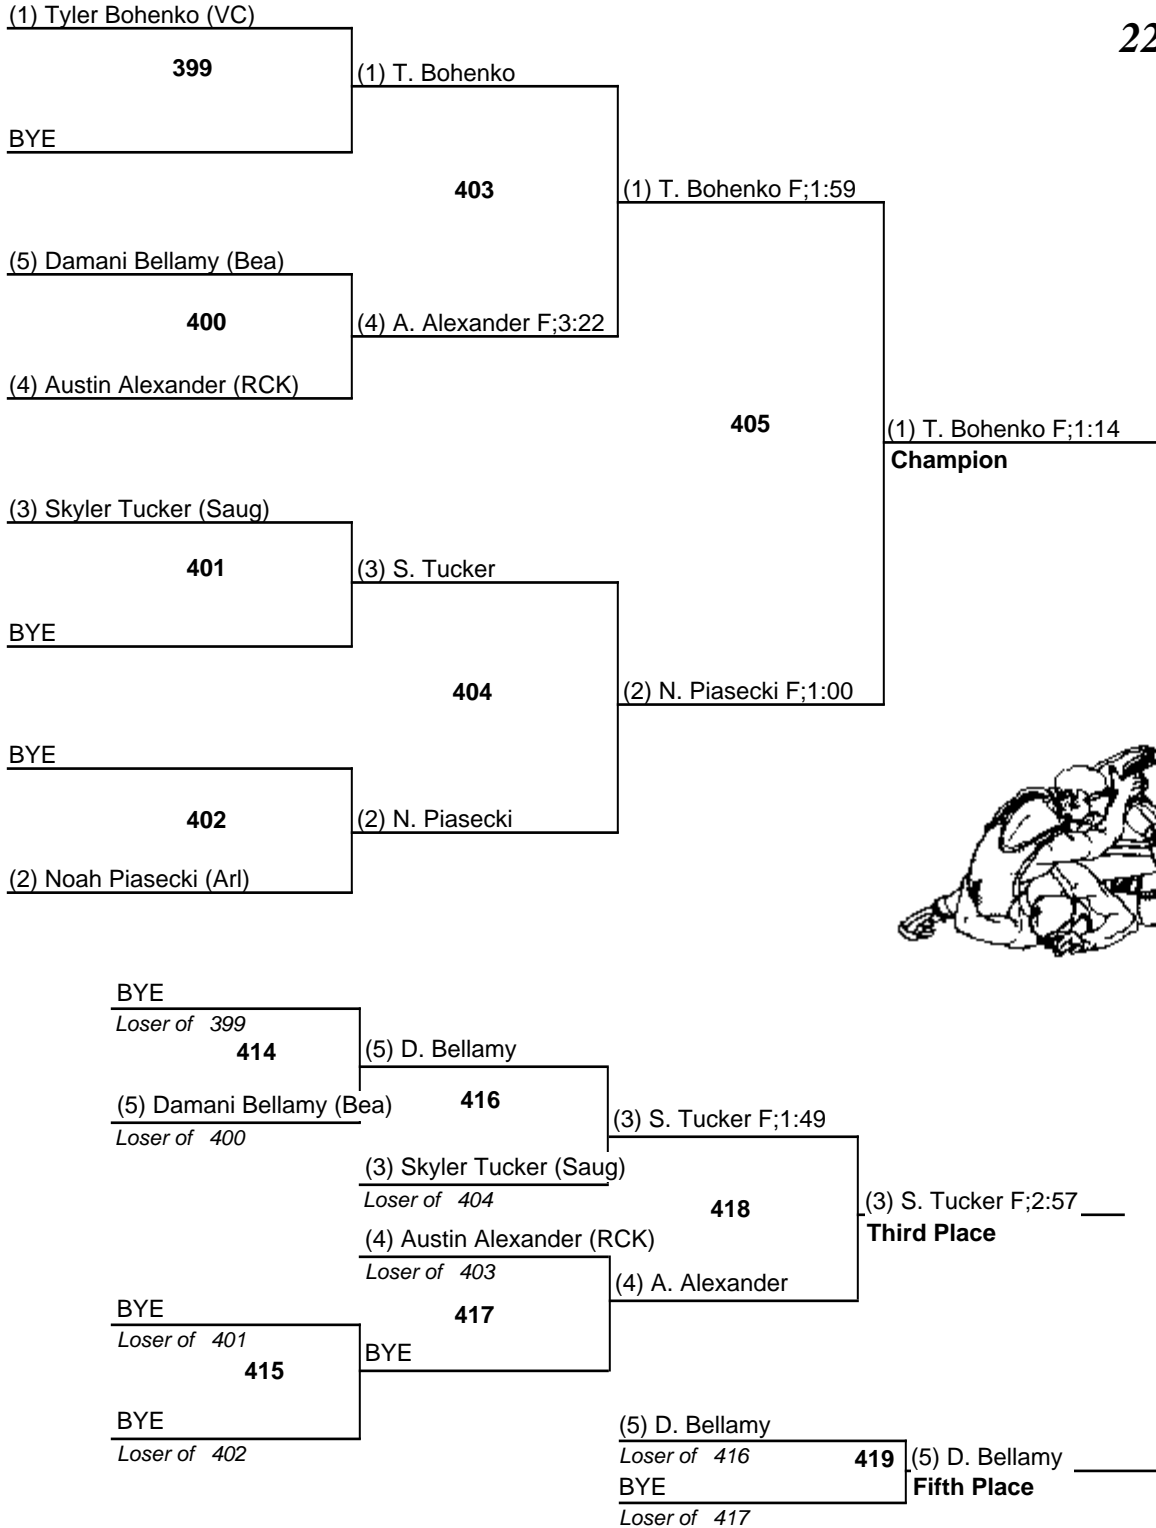 (1) Tyler Bohenko (VC)
22
399
(1) T. Bohenko
BYE
403
(1) T. Bohenko F;1:59
(5) Damani Bellamy (Bea)
400
(4) A. Alexander F;3:22
(4) Austin Alexander (RCK)
405
(1) T. Bohenko F;1:14
Champion
(3) Skyler Tucker (Saug)
401
(3) S. Tucker
BYE
404
(2) N. Piasecki F;1:00
BYE
402
(2) N. Piasecki
(2) Noah Piasecki (Arl)
BYE
Loser of 399
414
(5) D. Bellamy
(5) Damani Bellamy (Bea)
416
Loser of 400
(3) S. Tucker F;1:49
(3) Skyler Tucker (Saug)
Loser of 404
418
(3) S. Tucker F;2:57
Third Place
(4) Austin Alexander (RCK)
Loser of 403
(4) A. Alexander
417
BYE
Loser of 401
415
BYE
BYE
Loser of 402
(5) D. Bellamy
Loser of 416
419
(5) D. Bellamy
Fifth Place
BYE
Loser of 417